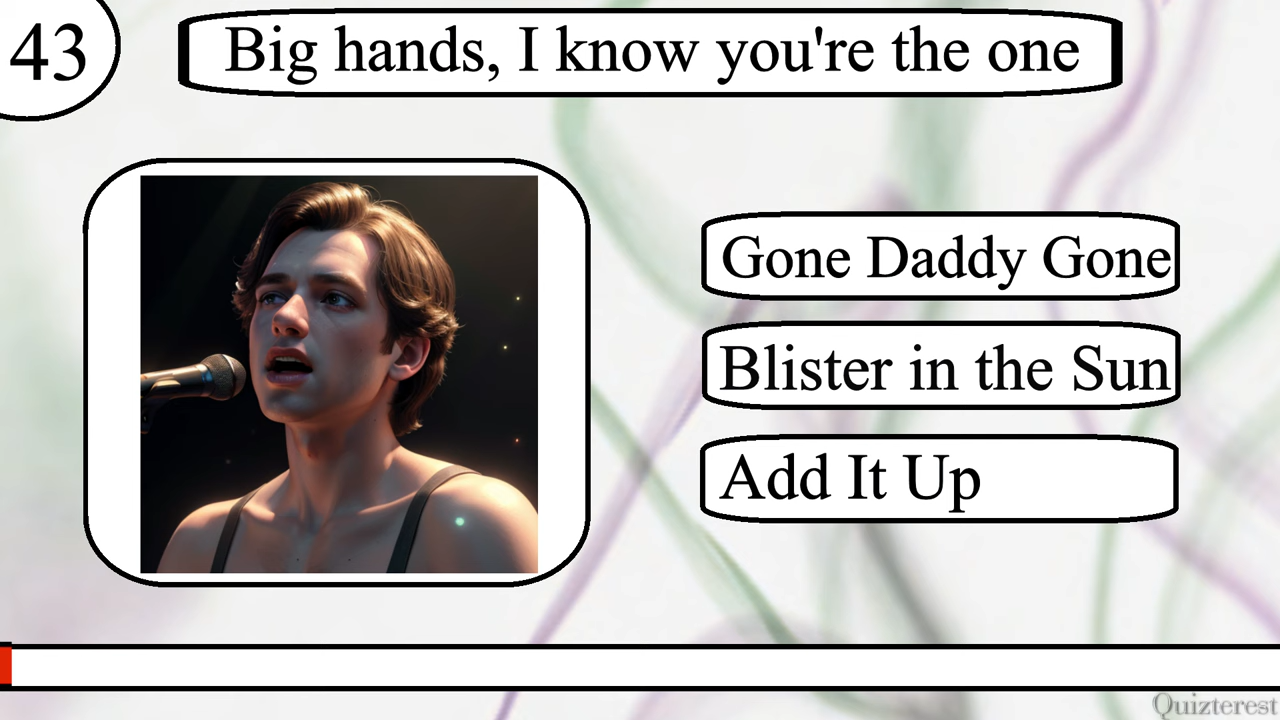 43
Big hands, I know you're the one
Gone Daddy Gone
Blister in the Sun
Add It Up
Quizterest